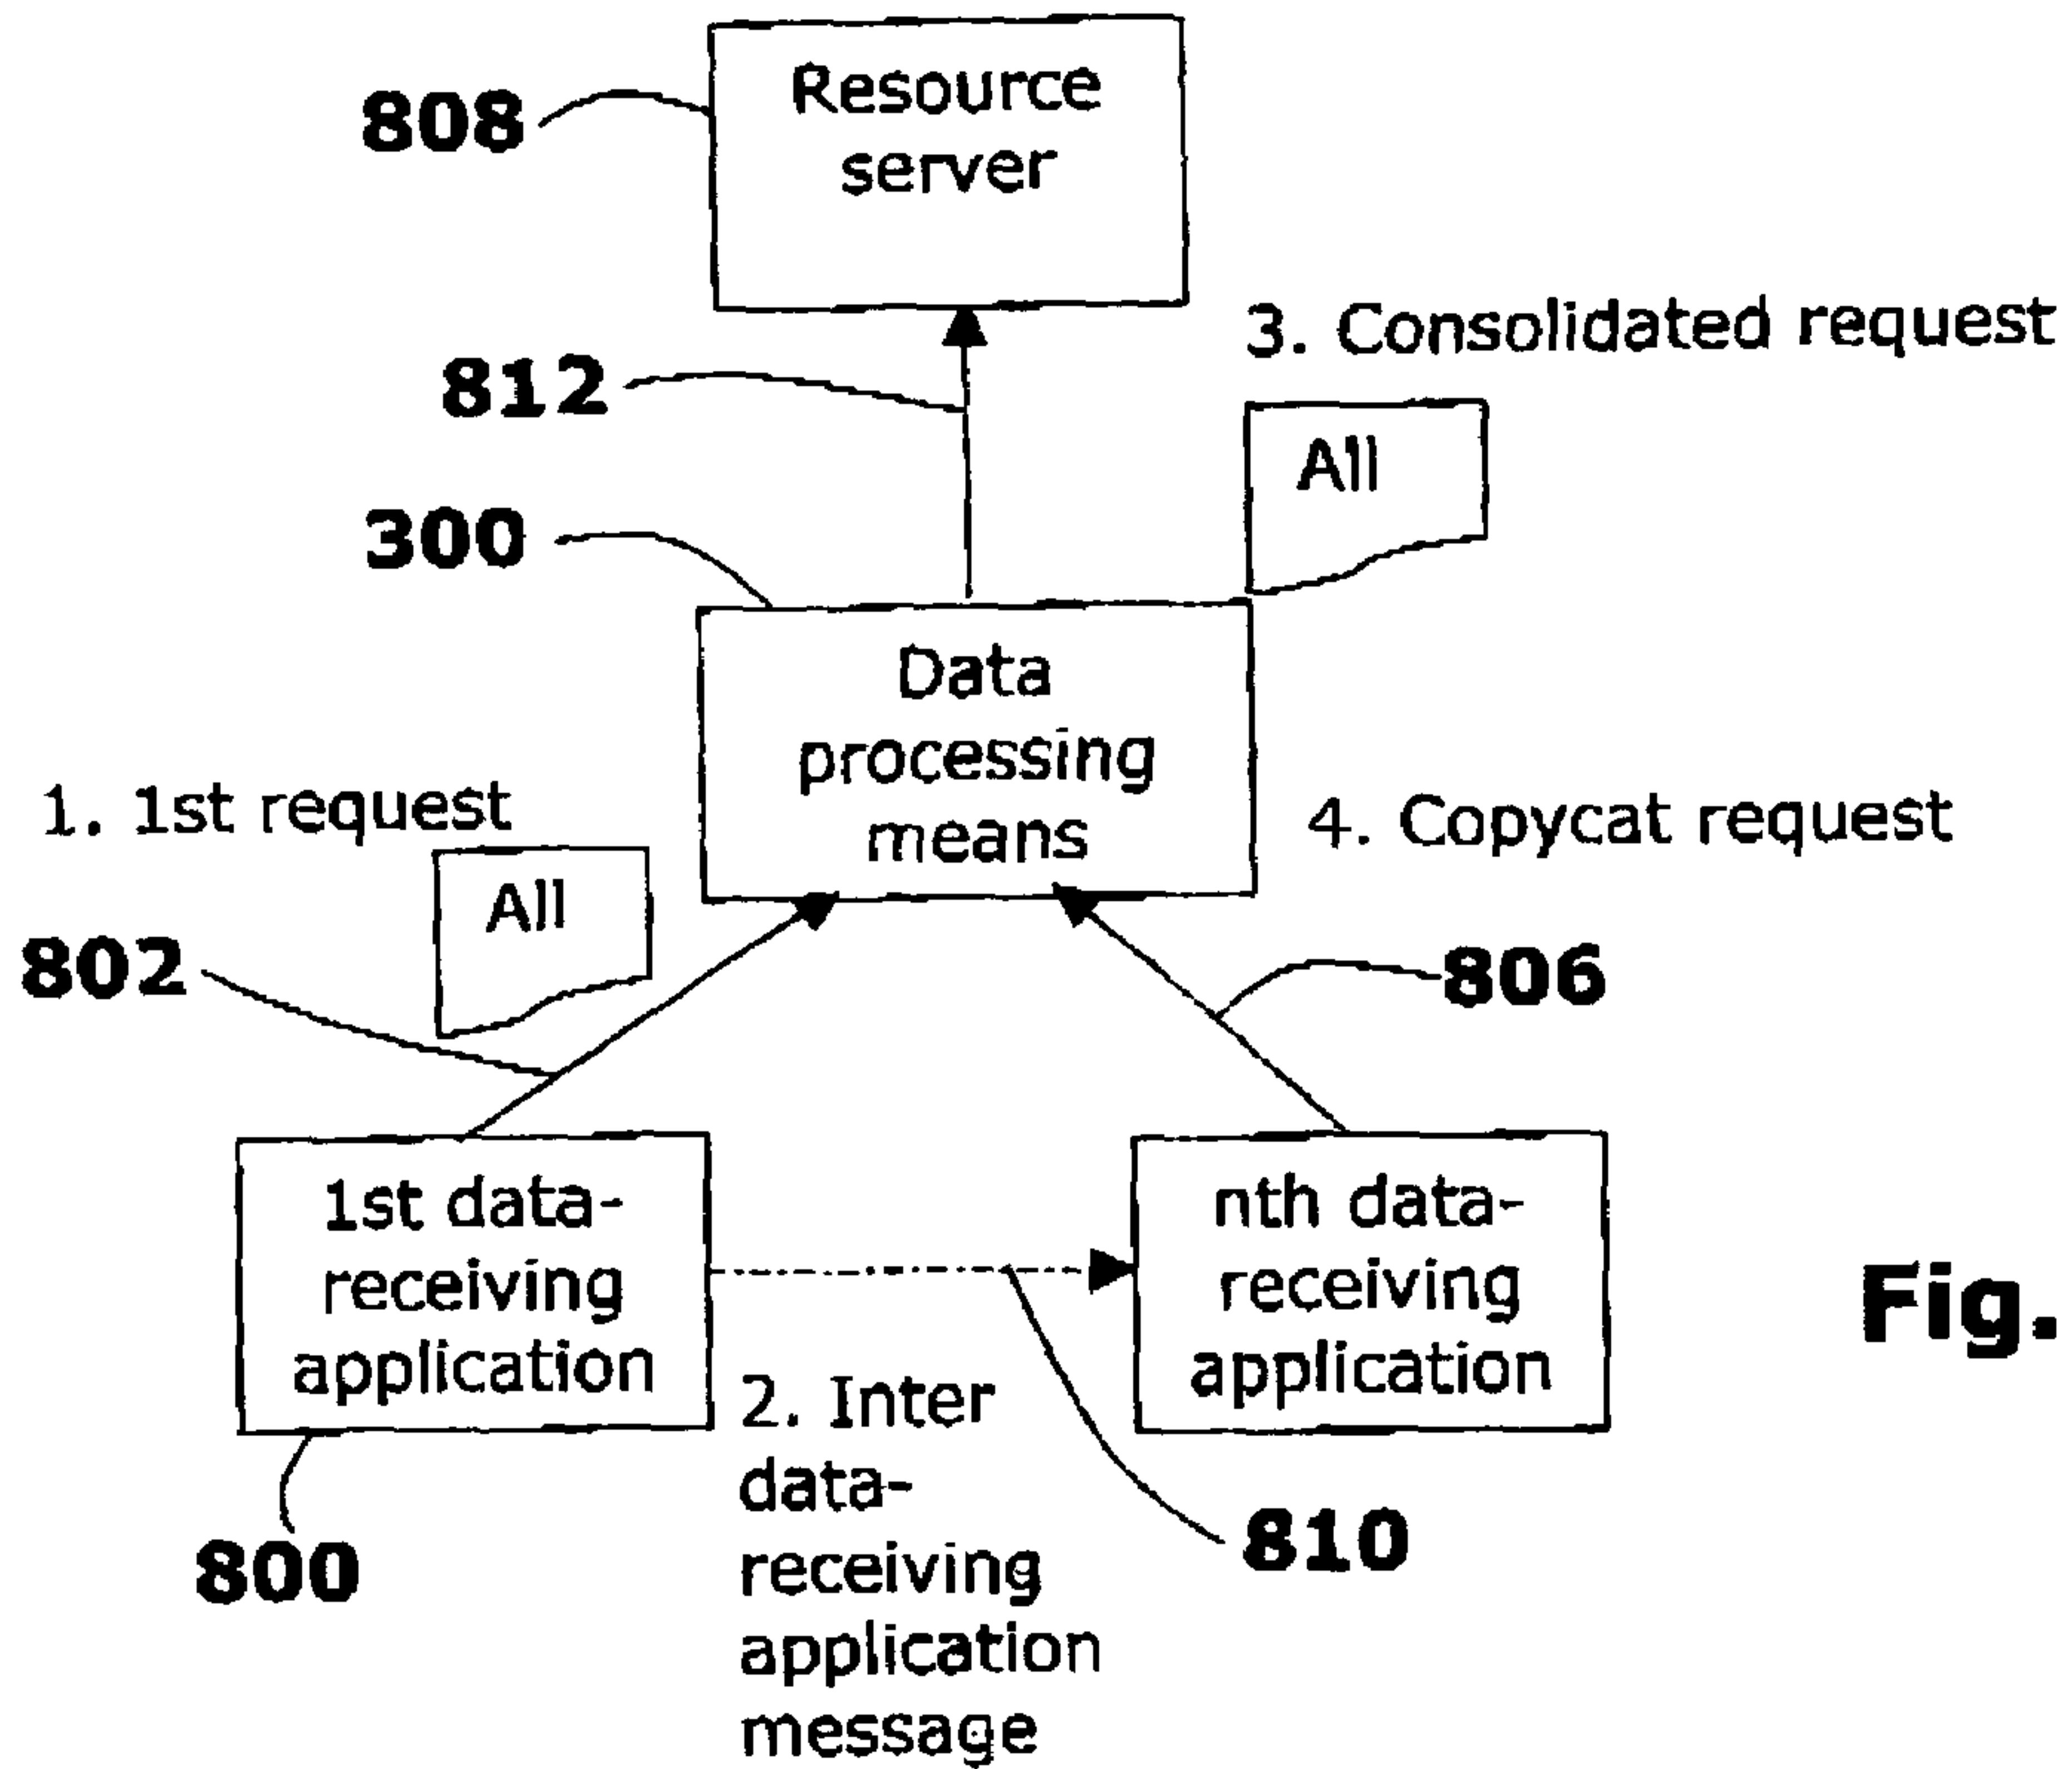 Resource
server
808
3. Consolidated request
812
All
300
Data
processing
means
1. 1st request
4. Copycat request
All
802
806
1st data-
receiving
application
nth data-
receiving
application
Fig.
2. Inter
data-
receiving
application
message
810
800